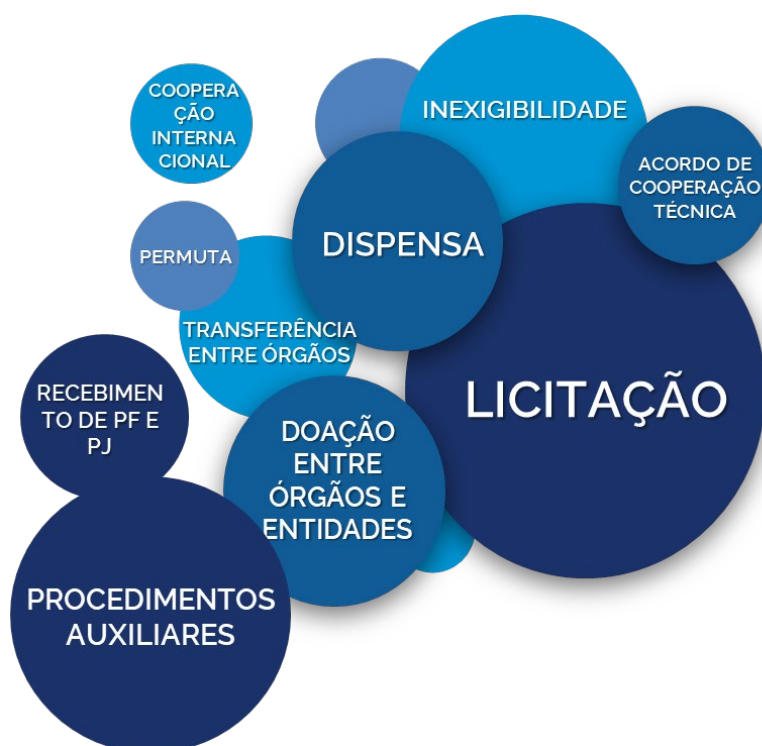 COOPERA
ÇÃO
INTERNA
CIONAL
INEXIGIBILIDADE
ACORDO DE
COOPERAÇÃO
TÉCNICA
DISPENSA
PERMUTA
TRANSFERÊNCIA
ENTRE ÓRGÃOS
LICITAÇÃO
RECEBIMEN
TO DE PF E
PJ
DOAÇÃO
ENTRE
ÓRGÃOS E
ENTIDADES
PROCEDIMENTOS
AUXILIARES